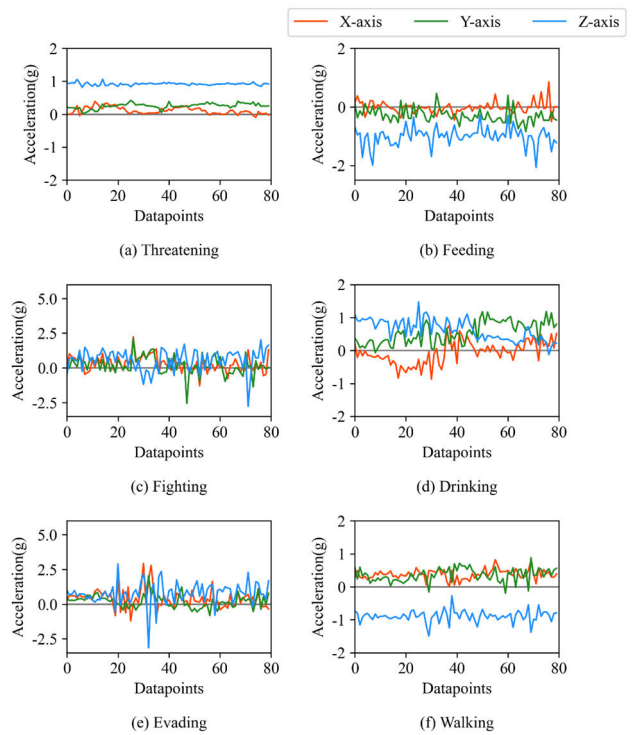 X-axis Y-axis Z-axis
2
1
0
-1
-2
Acceleration(g)
0 20 40 60 80
Datapoints
(a) Threatening
0
-2
Acceleration(g)
0 20 40 60 80
Datapoints
(b) Feeding
5.0
2.5
0.0
-2.5
Acceleration(g)
0 20 40 60 80
Datapoints
(c) Fighting
2
1
0
-1
-2
Acceleration(g)
0 20 40 60 80
Datapoints
(d) Drinking
5.0
2.5
0.0
-2.5
Acceleration(g)
0 20 40 60 80
Datapoints
(e) Evading
2
1
0
-1
-2
Acceleration(g)
0 20 40 60 80
Datapoints
(f) Walking